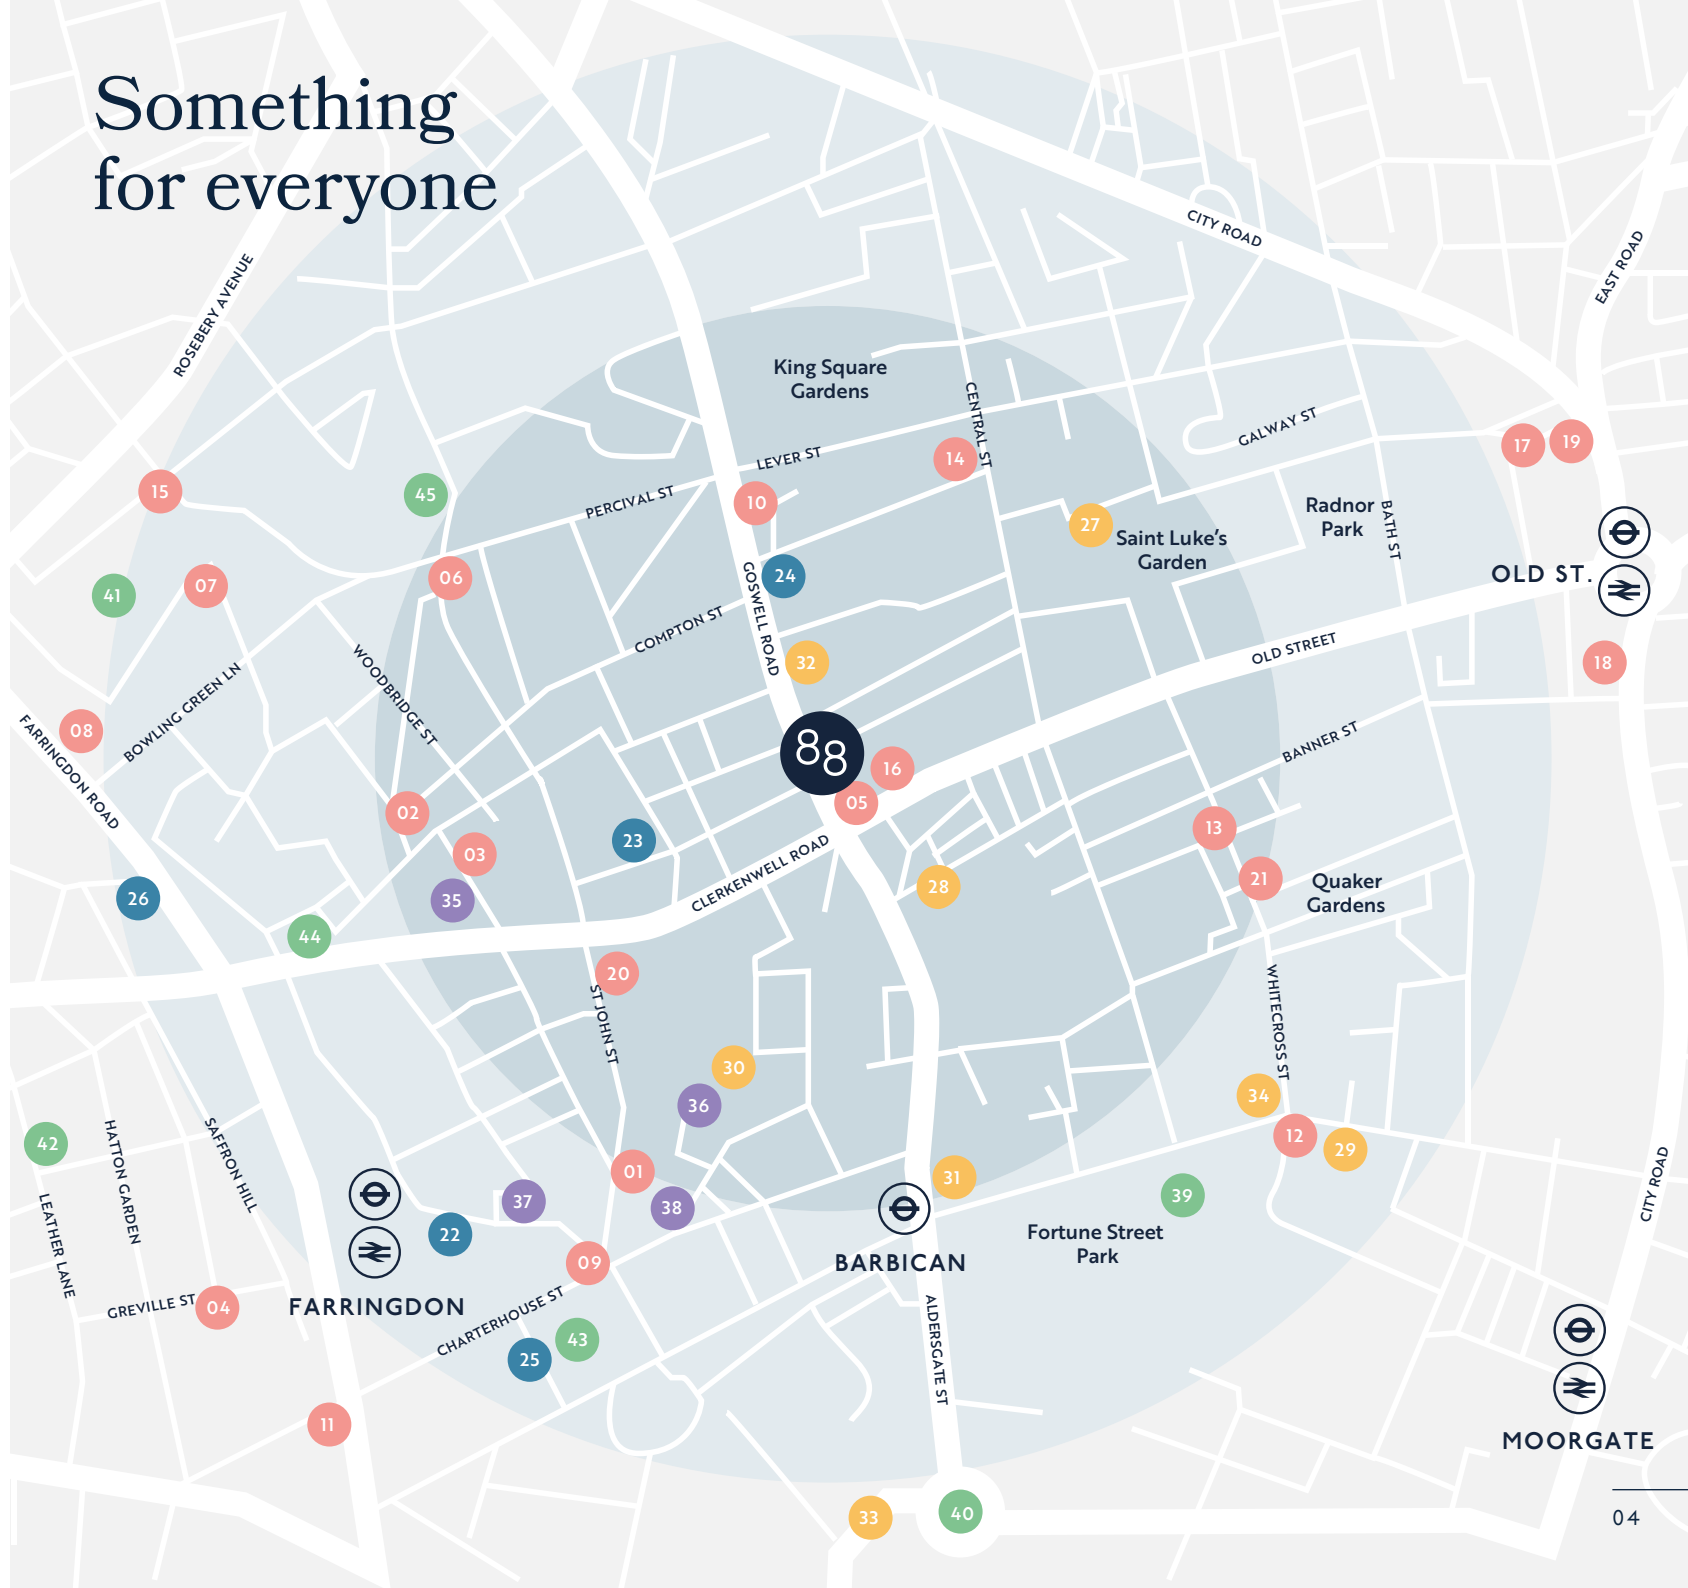 Something
for everyone
CITY ROAD
EAST ROAD
ROSEBERY AVENUE
King Square
Gardens
CENTRAL ST
GALWAY ST
LEVER ST
17
19
14
15
45
PERCIVAL ST
10
Radnor
Park
BATH ST
27
Saint Luke's
Garden
OLD ST.
06
24
07
41
GOSWELL ROAD
COMPTON ST
OLD STREET
18
32
WOODBRIDGE ST
BOWLING GREEN LN
08
FARRINGDON ROAD
BANNER ST
88
16
05
02
13
23
03
CLERKENWELL ROAD
21
Quaker
Gardens
28
26
35
44
20
ST JOHN ST
WHITECROSS ST
30
36
34
12
29
42
HATTON GARDEN
SAFFRON HILL
LEATHER LANE
01
31
39
37
38
CITY ROAD
22
Fortune Street
Park
BARBICAN
09
04
GREVILLE ST
FARRINGDON
CHARTERHOUSE ST
43
25
ALDERSGATE ST
11
MOORGATE
33
40
04